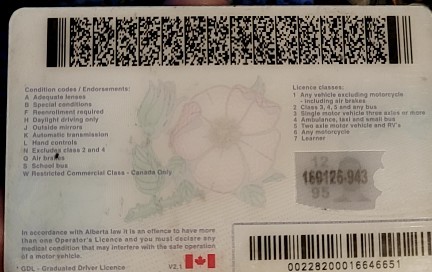 Condition codes / Endorsements:
A Adequate lenses
B Special conditions
F Reenrollment required
H Daylight driving only
J Outside mirrors
K Automatic transmission
L Hand controls
N Excludes class 2 and 4
Q Air brakes
S School bus
W Restricted Commercial Class - Canada Only
Licence classes:
1 Any vehicle excluding motorcycle
- including air brakes
2 Class 2, 4, 5 and any bus
3 Single motor vehicle three axles or more
4 Ambulance, taxi and small bus
5 Two axle motor vehicle and RV's
6 Any motorcycle
7 Learner
12
160126-943
95
In accordance with Alberta law it is an offence to have more
than one Operator's Licence and you must declare any
medical condition that may interfere with the safe operation
of a motor vehicle.
* GDL - Graduated Driver Licence V2.1
00228200016646651